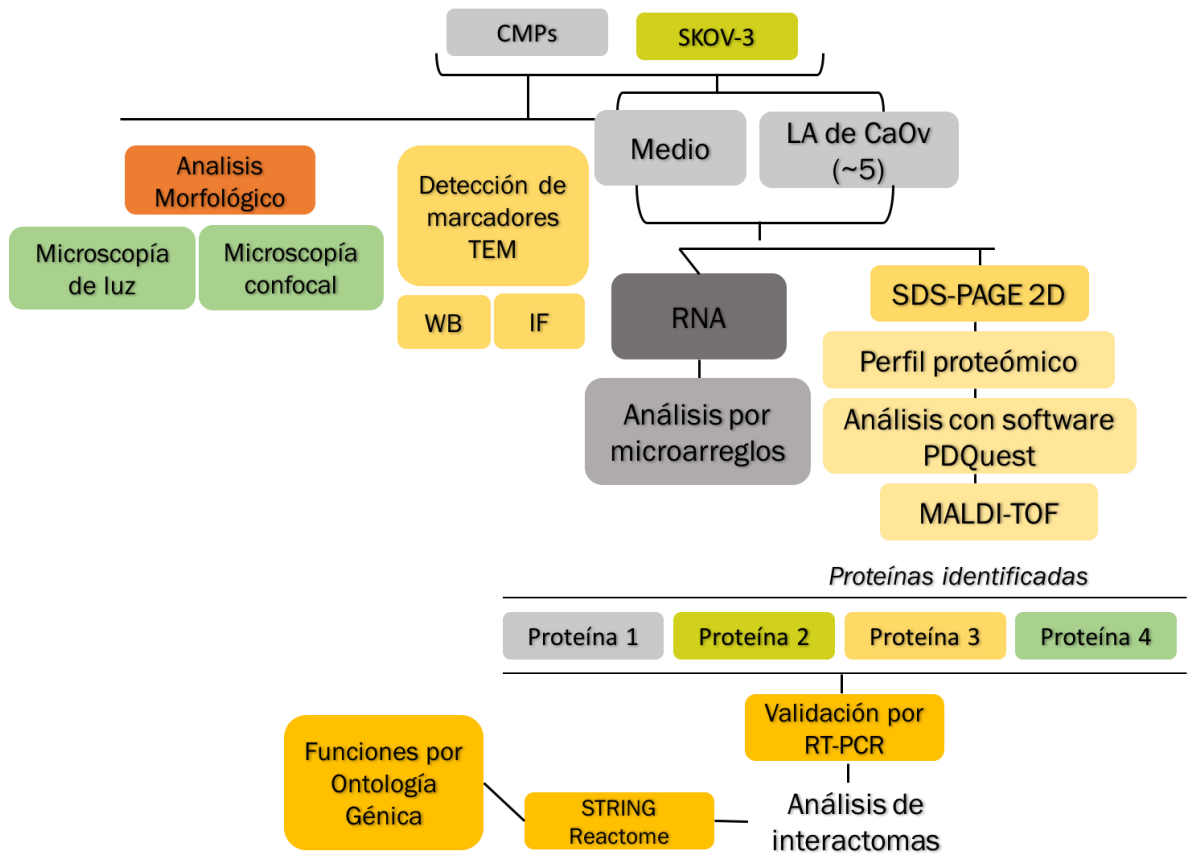 CMPs
SKOV-3
Medio
LA de CaOv
(~5)
Analisis
Morfológico
Microscopía
de luz
Microscopía
confocal
Detección de
marcadores
TEM
WB
IF
RNA
Análisis por
microarreglos
SDS-PAGE 2D
Perfil proteómico
Análisis con software
PDQuest
MALDI-TOF
Proteínas identificadas
Proteína 1
Proteína 2
Proteína 3
Proteína 4
Validación por
RT-PCR
Análisis de
interactomas
STRING
Reactome
Funciones por
Ontología
Génica